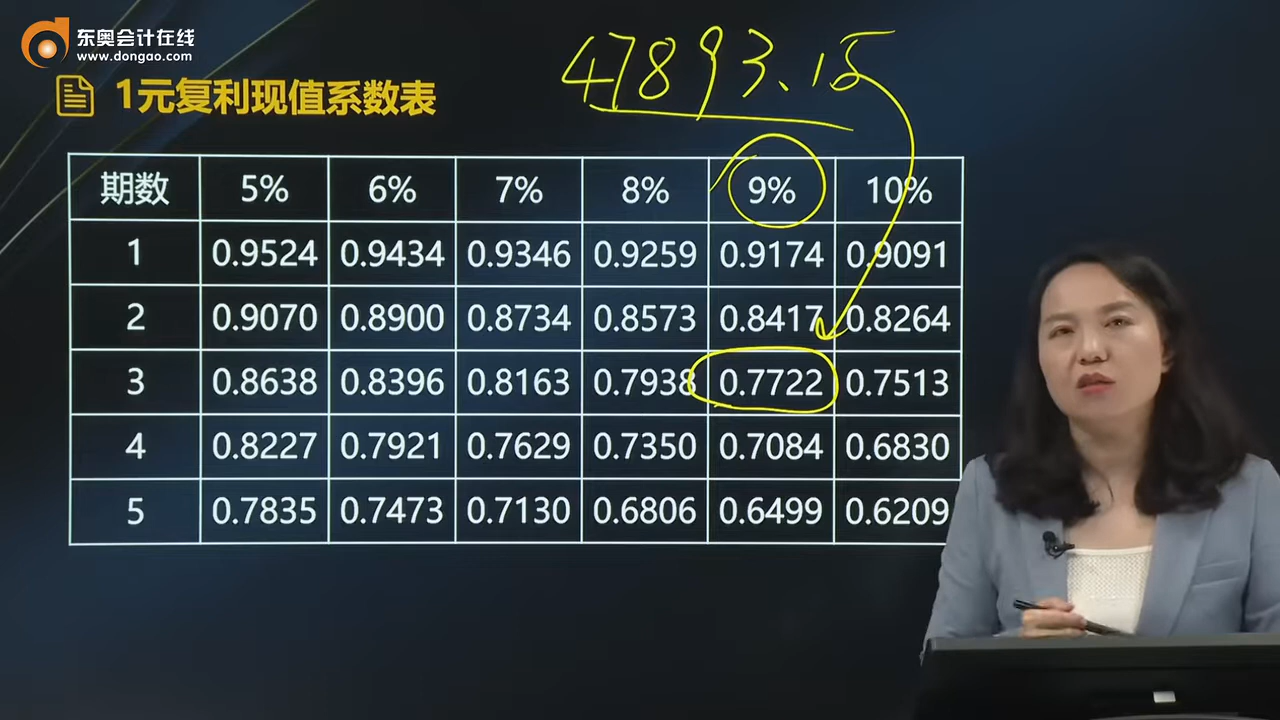 东奥会计在线
www.dongao.com
47893.15
1元复利现值系数表
期数 5% 6% 7% 8% 9% 10%
1 0.9524 0.9434 0.9346 0.9259 0.9174 0.9091
2 0.9070 0.8900 0.8734 0.8573 0.8417 0.8264
3 0.8638 0.8396 0.8163 0.7938 0.7722 0.7513
4 0.8227 0.7921 0.7629 0.7350 0.7084 0.6830
5 0.7835 0.7473 0.7130 0.6806 0.6499 0.6209